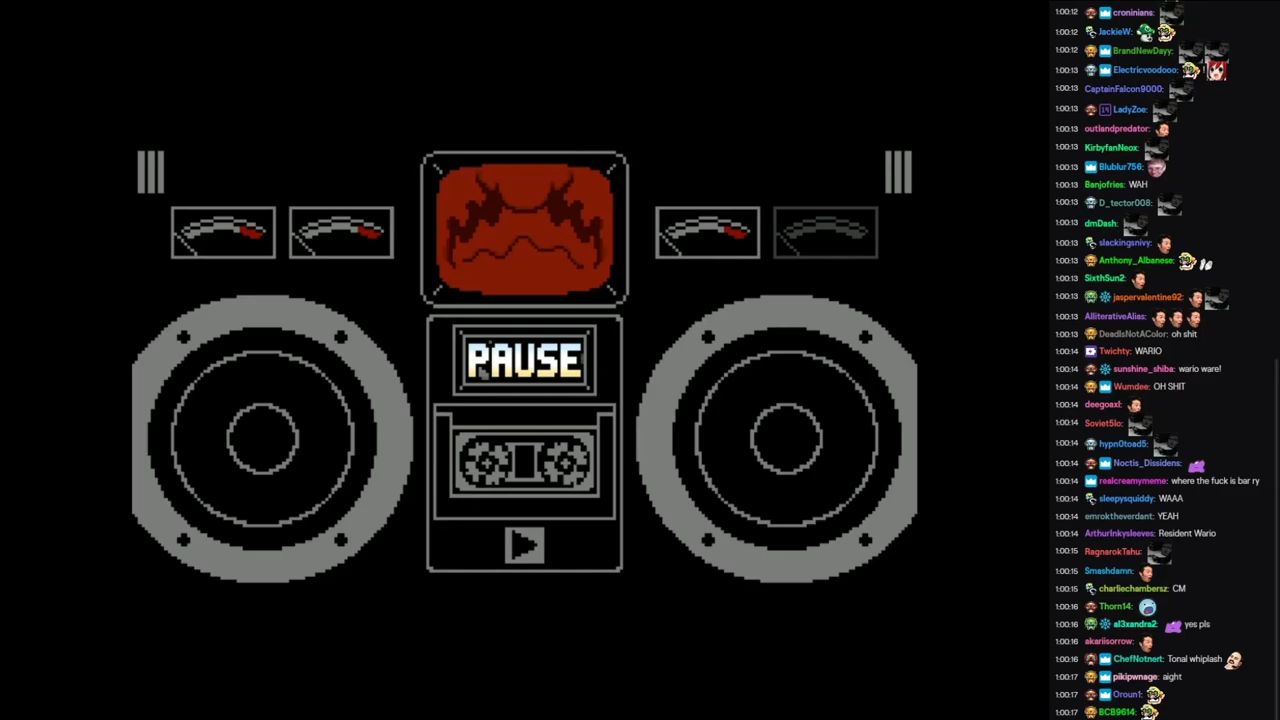 PAUSE
1:00:12 croninians:
1:00:12 JackieW:
1:00:12 BrandNewDayy:
1:00:13 Electricvoodooo: !
1:00:13 CaptainFalcon9000:
1:00:13 LadyZoe:
1:00:13 outlandpredator:
1:00:13 KirbyfanNeox:
1:00:13 Blublur756:
1:00:13 Banjofries: WAH
1:00:13 D_tector008:
1:00:13 dmDash:
1:00:13 slackingsnivy:
1:00:13 Anthony_Albanese:
1:00:13 SixthSun2:
1:00:13 jaspervalentine92:
1:00:13 AlliterativeAlias:
1:00:13 DeadIsNotAColor: oh shit
1:00:14 Twichty: WARIO
1:00:14 sunshine_shiba: wario ware!
1:00:14 Wumdee: OH SHIT
1:00:14 deegoaxl:
1:00:14 Soviet5lo:
1:00:14 hypn0toad5:
1:00:14 Noctis_Dissidens:
1:00:14 realcreamymeme: where the fuck is bar ry
1:00:14 sleepysquiddy: WAAA
1:00:14 emroktheverdant: YEAH
1:00:14 ArthurInkysleeves: Resident Wario
1:00:15 RagnarokTahu:
1:00:15 Smashdamn:
1:00:15 charliechambersz: CM
1:00:16 Thorn14:
1:00:16 al3xandra2: yes pls
1:00:16 akariisorrow:
1:00:16 ChefNotnert: Tonal whiplash
1:00:17 pikipwnage: aight
1:00:17 Oroun1:
1:00:17 BCB9614: